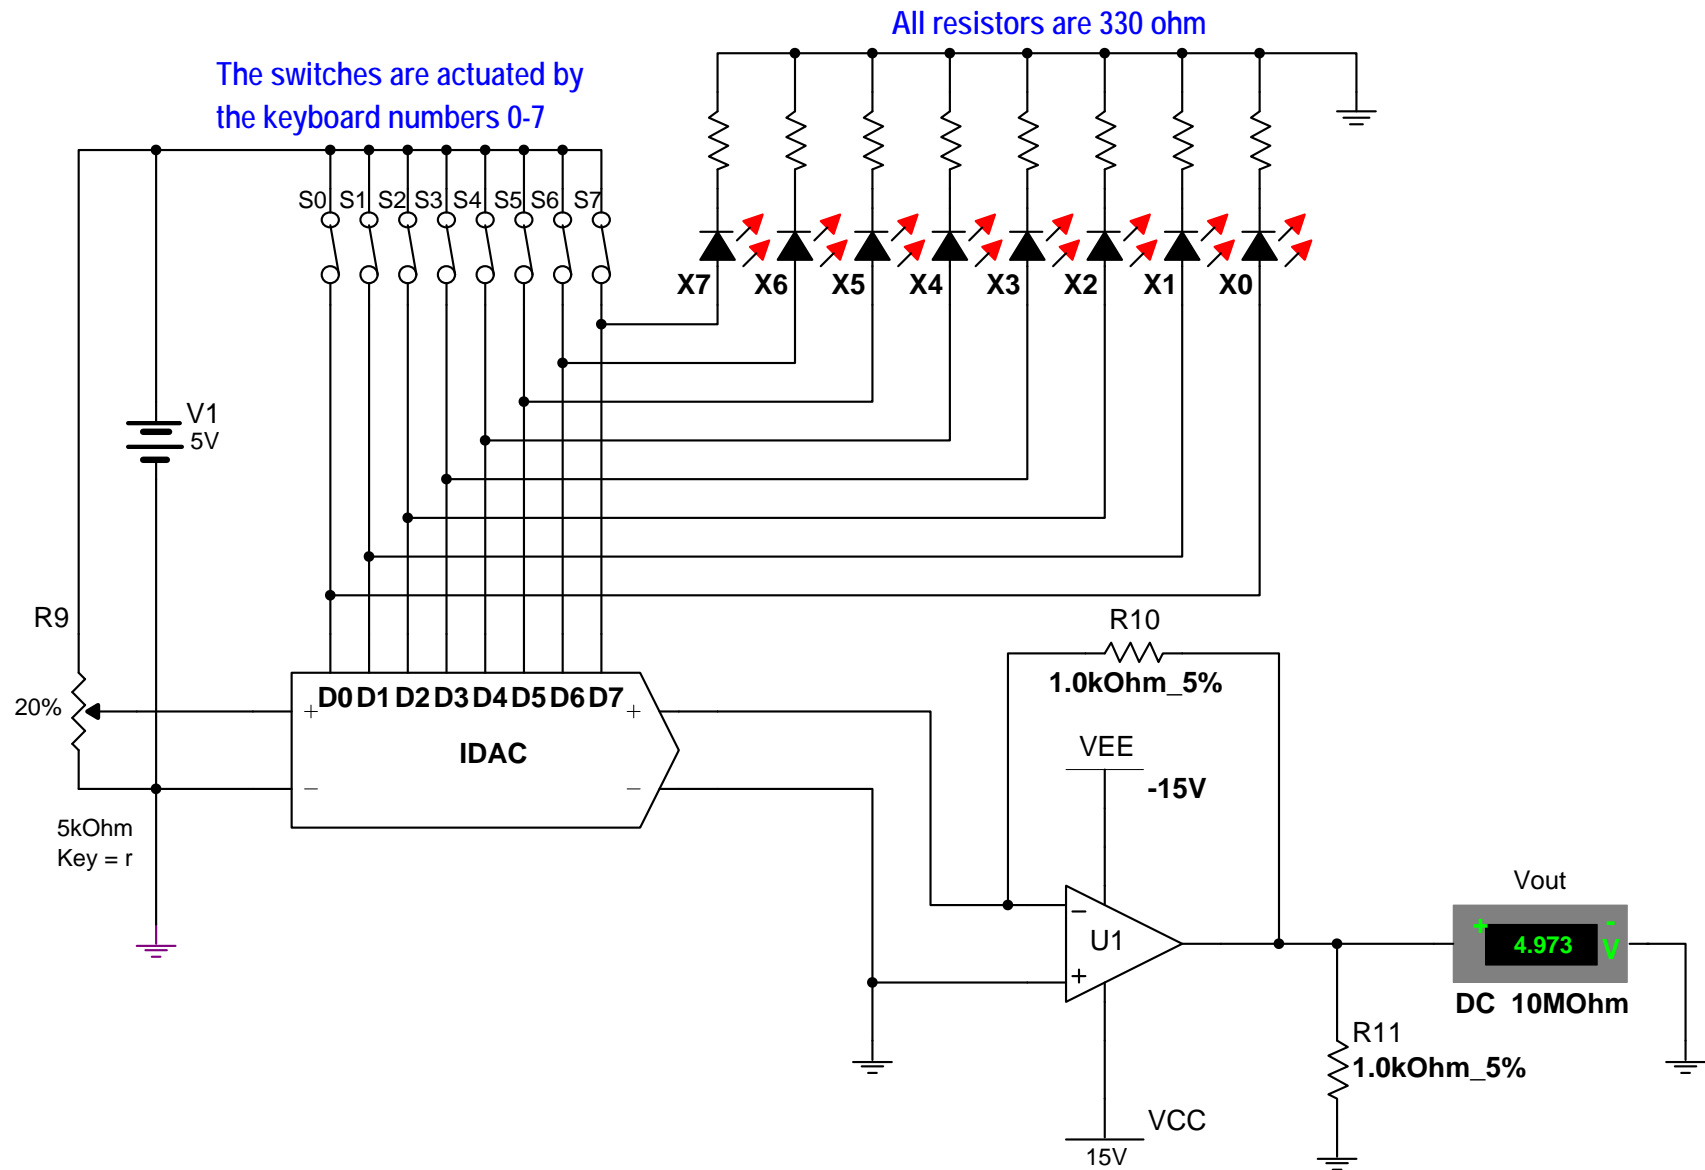 All resistors are 330 ohm
The switches are actuated by
the keyboard numbers 0-7
S0 S1 S2 S3 S4 S5 S6 S7
X7 X6 X5 X4 X3 X2 X1 X0
V1
5V
R9
20%
5kOhm
Key = r
+ D0 D1 D2 D3 D4 D5 D6 D7 +
IDAC
− −
R10
1.0kOhm_5%
VEE
-15V
−
U1
+
VCC
15V
Vout
+ -
4.973 V
DC 10MOhm
R11
1.0kOhm_5%